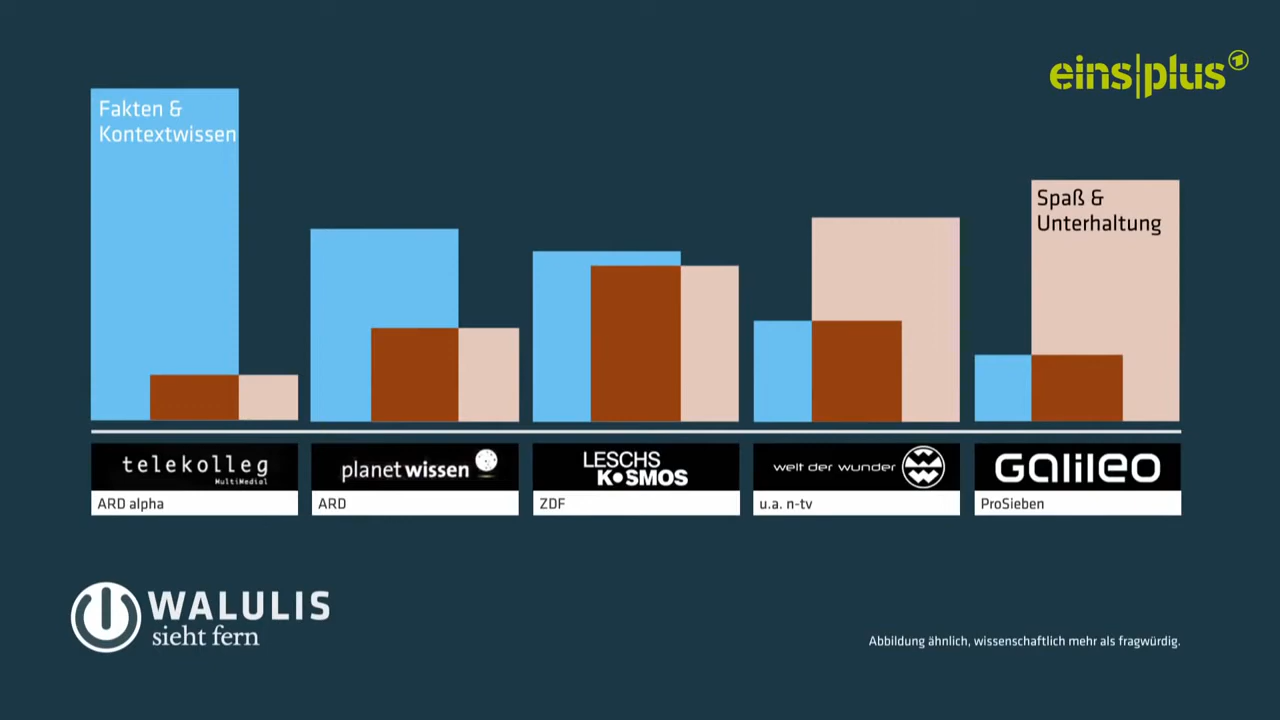 eins|plus
Fakten &
Kontextwissen
Spaß &
Unterhaltung
telekolleg
MultiMedial
ARD alpha
planet wissen
ARD
LESCHS
KOSMOS
ZDF
welt der wunder
u.a. n-tv
Galileo
ProSieben
WALULIS
sieht fern
Abbildung ähnlich, wissenschaftlich mehr als fragwürdig.